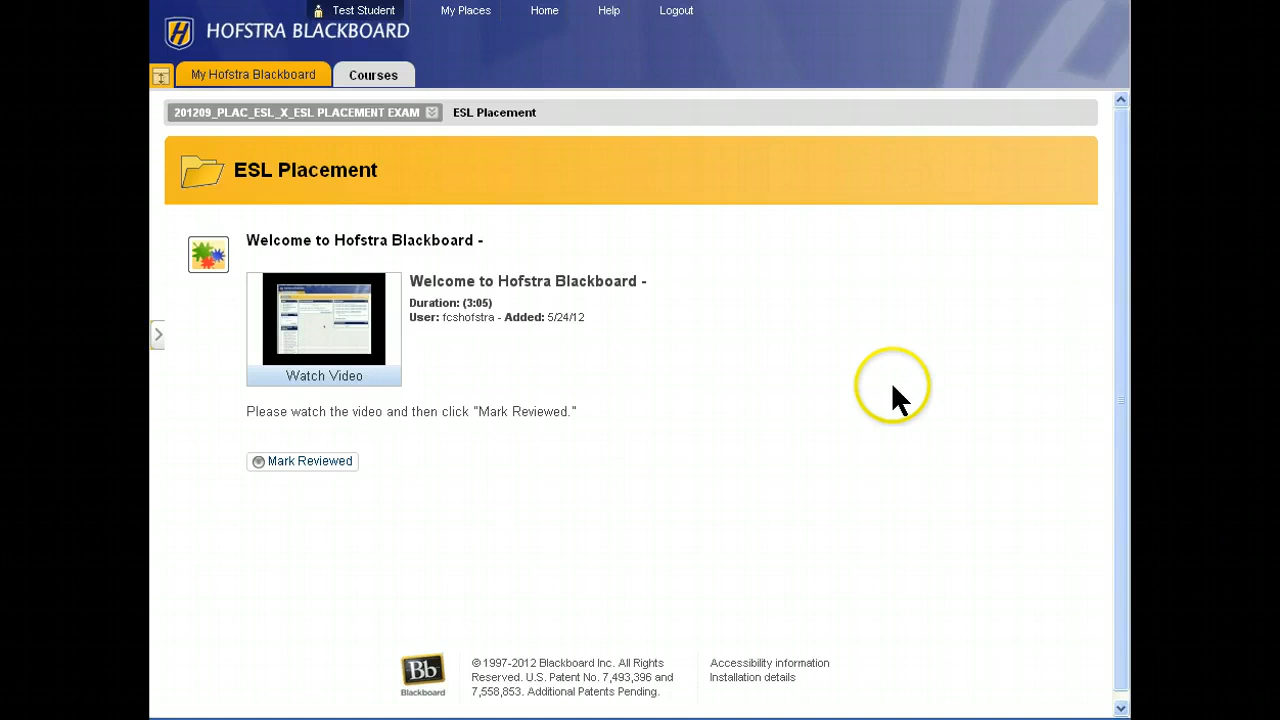 Test Student My Places Home Help Logout
HOFSTRA BLACKBOARD
My Hofstra Blackboard Courses
201209_PLAC_ESL_X_ESL PLACEMENT EXAM ESL Placement
ESL Placement
Welcome to Hofstra Blackboard -
Welcome to Hofstra Blackboard -
Duration: (3:05)
User: fcshofstra - Added: 5/24/12
Watch Video
Please watch the video and then click "Mark Reviewed."
Mark Reviewed
Bb
Blackboard
© 1997-2012 Blackboard Inc. All Rights
Reserved. U.S. Patent No. 7,493,396 and
7,558,853. Additional Patents Pending.
Accessibility information
Installation details